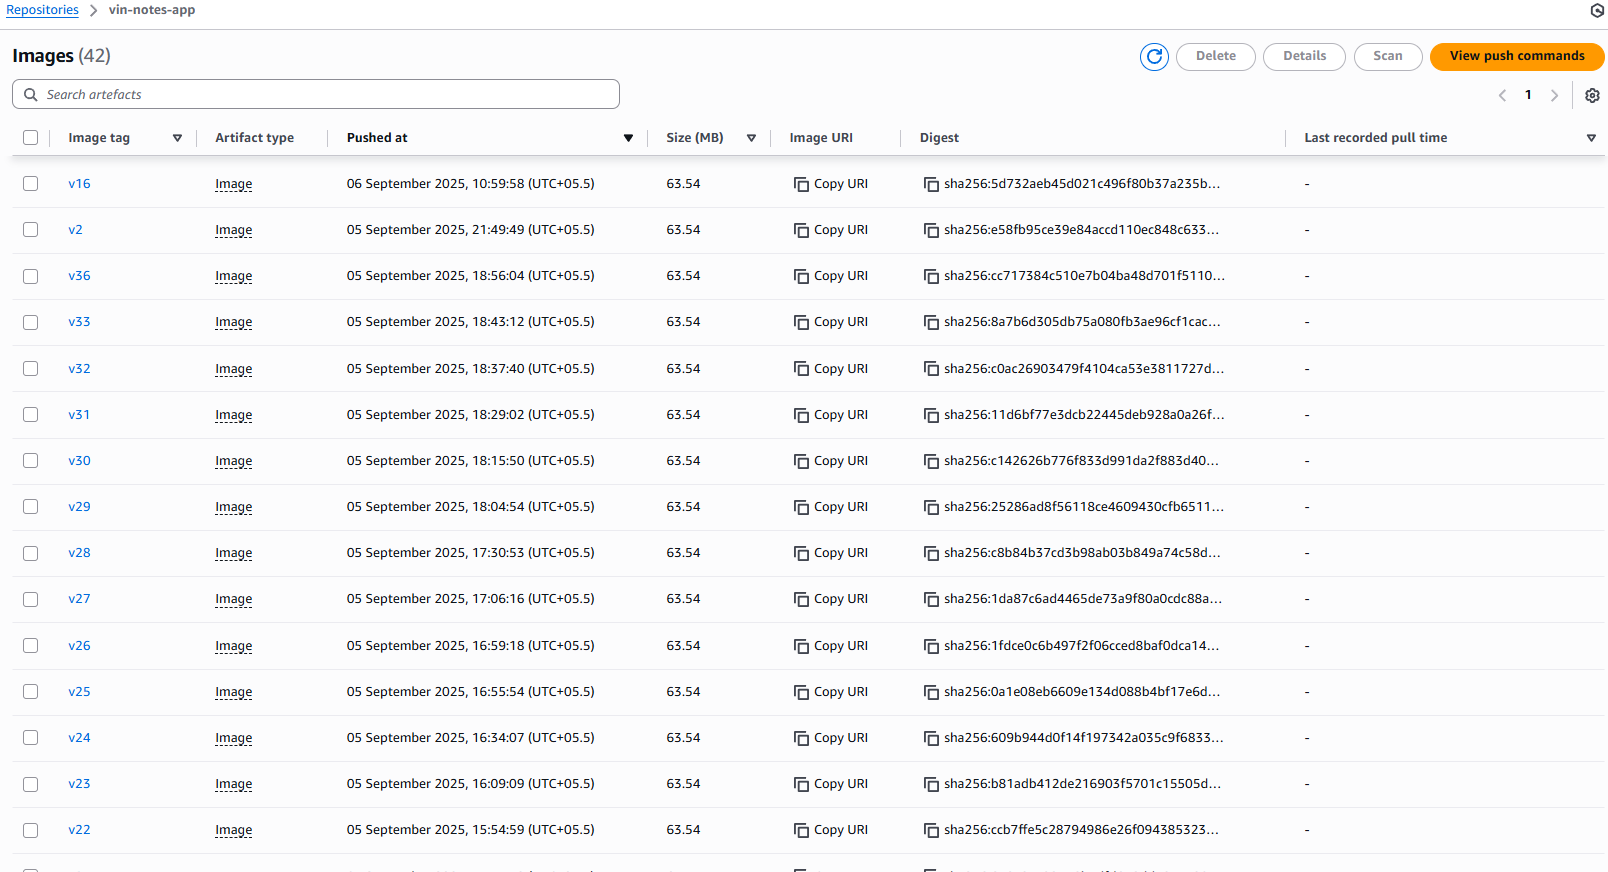 Repositories > vin-notes-app
Images (42)
Delete
Details
Scan
View push commands
Search artefacts
1
Image tag Artifact type Pushed at Size (MB) Image URI Digest Last recorded pull time
v16 Image 06 September 2025, 10:59:58 (UTC+05.5) 63.54 Copy URI sha256:5d732aeb45d021c496f80b37a235b... -
v2 Image 05 September 2025, 21:49:49 (UTC+05.5) 63.54 Copy URI sha256:e58fb95ce39e84accd110ec848c633... -
v36 Image 05 September 2025, 18:56:04 (UTC+05.5) 63.54 Copy URI sha256:cc717384c510e7b04ba48d701f5110... -
v33 Image 05 September 2025, 18:43:12 (UTC+05.5) 63.54 Copy URI sha256:8a7b6d305db75a080fb3ae96cf1cac... -
v32 Image 05 September 2025, 18:37:40 (UTC+05.5) 63.54 Copy URI sha256:c0ac26903479f4104ca53e3811727d... -
v31 Image 05 September 2025, 18:29:02 (UTC+05.5) 63.54 Copy URI sha256:11d6bf77e3dcb22445deb928a0a26f... -
v30 Image 05 September 2025, 18:15:50 (UTC+05.5) 63.54 Copy URI sha256:c142626b776f833d991da2f883d40... -
v29 Image 05 September 2025, 18:04:54 (UTC+05.5) 63.54 Copy URI sha256:25286ad8f56118ce4609430cfb6511... -
v28 Image 05 September 2025, 17:30:53 (UTC+05.5) 63.54 Copy URI sha256:c8b84b37cd3b98ab03b849a74c58d... -
v27 Image 05 September 2025, 17:06:16 (UTC+05.5) 63.54 Copy URI sha256:1da87c6ad4465de73a9f80a0cdc88a... -
v26 Image 05 September 2025, 16:59:18 (UTC+05.5) 63.54 Copy URI sha256:1fdce0c6b497f2f06cced8baf0dca14... -
v25 Image 05 September 2025, 16:55:54 (UTC+05.5) 63.54 Copy URI sha256:0a1e08eb6609e134d088b4bf17e6d... -
v24 Image 05 September 2025, 16:34:07 (UTC+05.5) 63.54 Copy URI sha256:609b944d0f14f197342a035c9f6833... -
v23 Image 05 September 2025, 16:09:09 (UTC+05.5) 63.54 Copy URI sha256:b81adb412de216903f5701c15505d... -
v22 Image 05 September 2025, 15:54:59 (UTC+05.5) 63.54 Copy URI sha256:ccb7ffe5c28794986e26f094385323... -